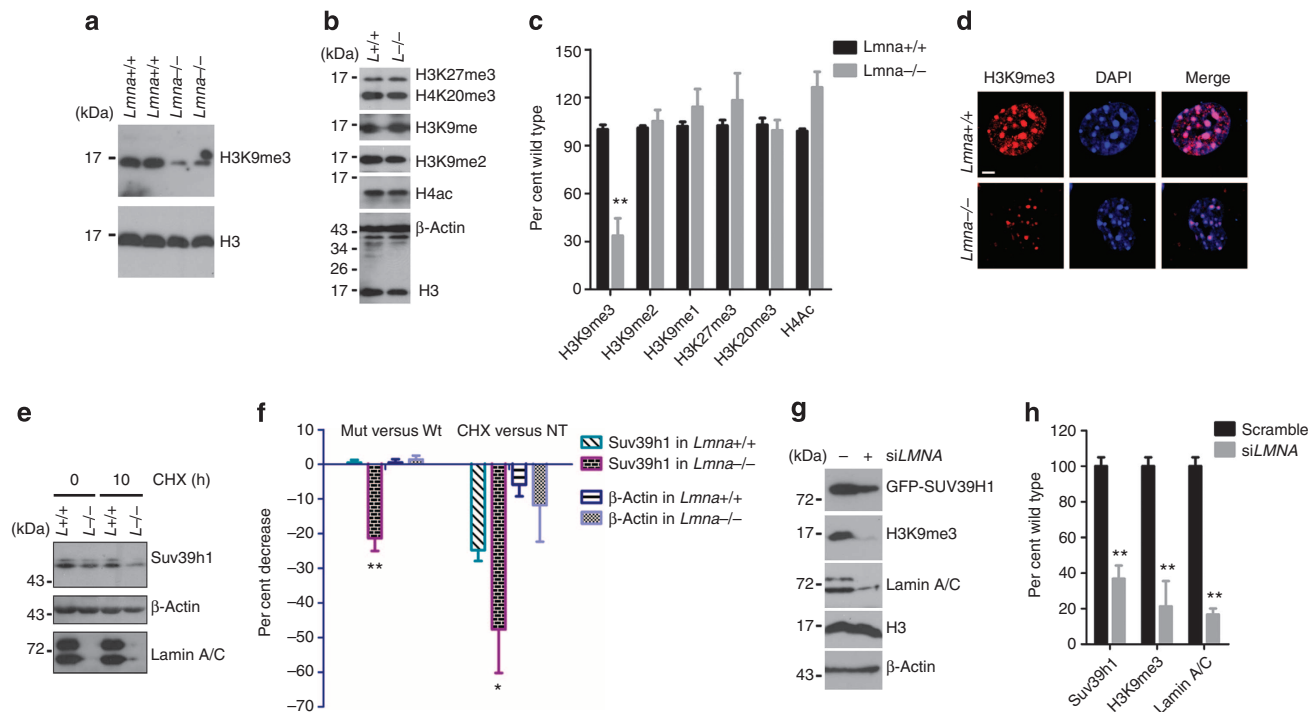 a
(kDa)
Lmna+/+
Lmna+/+
Lmna–/–
Lmna–/–
17
H3K9me3
17
H3
b
(kDa)
L+/+
L–/–
17
H3K27me3
H4K20me3
17
H3K9me
17
H3K9me2
17
H4ac
43
34
26
17
β-Actin
H3
c
Per cent wild type
150
120
90
60
30
0
**
Lmna+/+
Lmna–/–
H3K9me3
H3K9me2
H3K9me1
H3K27me3
H3K20me3
H4Ac
d
H3K9me3
DAPI
Merge
Lmna+/+
Lmna–/–
e
0
10
CHX (h)
(kDa)
L+/+
L–/–
L+/+
L–/–
Suv39h1
43
β-Actin
43
Lamin A/C
72
f
Per cent decrease
10
0
–10
–20
–30
–40
–50
–60
–70
Mut versus Wt
CHX versus NT
**
*
Suv39h1 in Lmna+/+
Suv39h1 in Lmna–/–
β-Actin in Lmna+/+
β-Actin in Lmna–/–
g
(kDa)
–
+
siLMNA
GFP-SUV39H1
72
H3K9me3
17
Lamin A/C
72
17
H3
β-Actin
43
h
Per cent wild type
120
100
80
60
40
20
0
**
**
**
Scramble
siLMNA
Suv39h1
H3K9me3
Lamin A/C